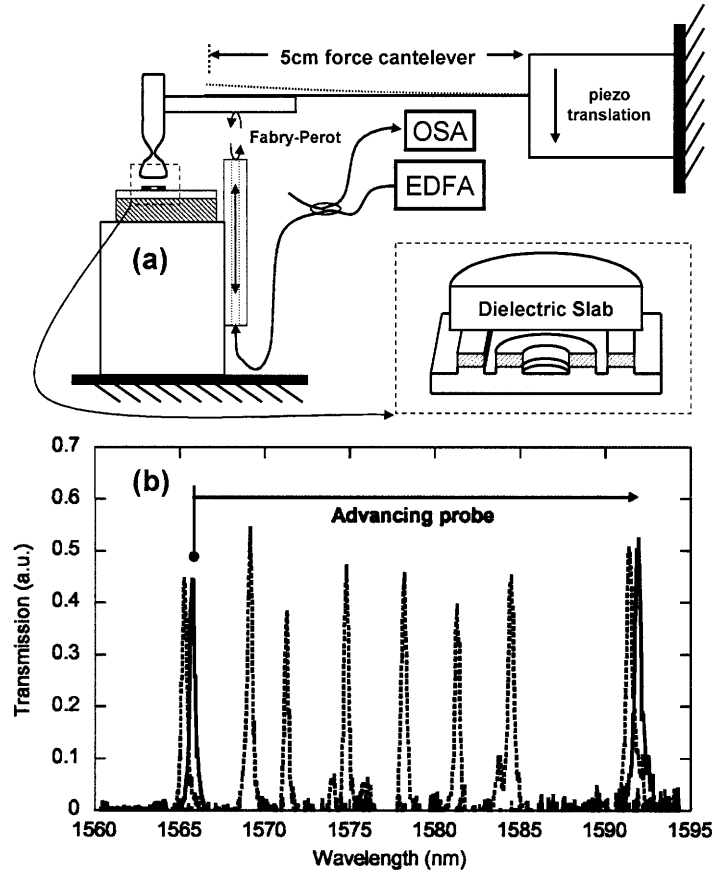 5cm force cantelever
piezo
translation
Fabry-Perot
OSA
EDFA
(a)
Dielectric Slab
(b)
Advancing probe
0.7
0.6
0.5
0.4
0.3
0.2
0.1
0
Transmission (a.u.)
1560 1565 1570 1575 1580 1585 1590 1595
Wavelength (nm)